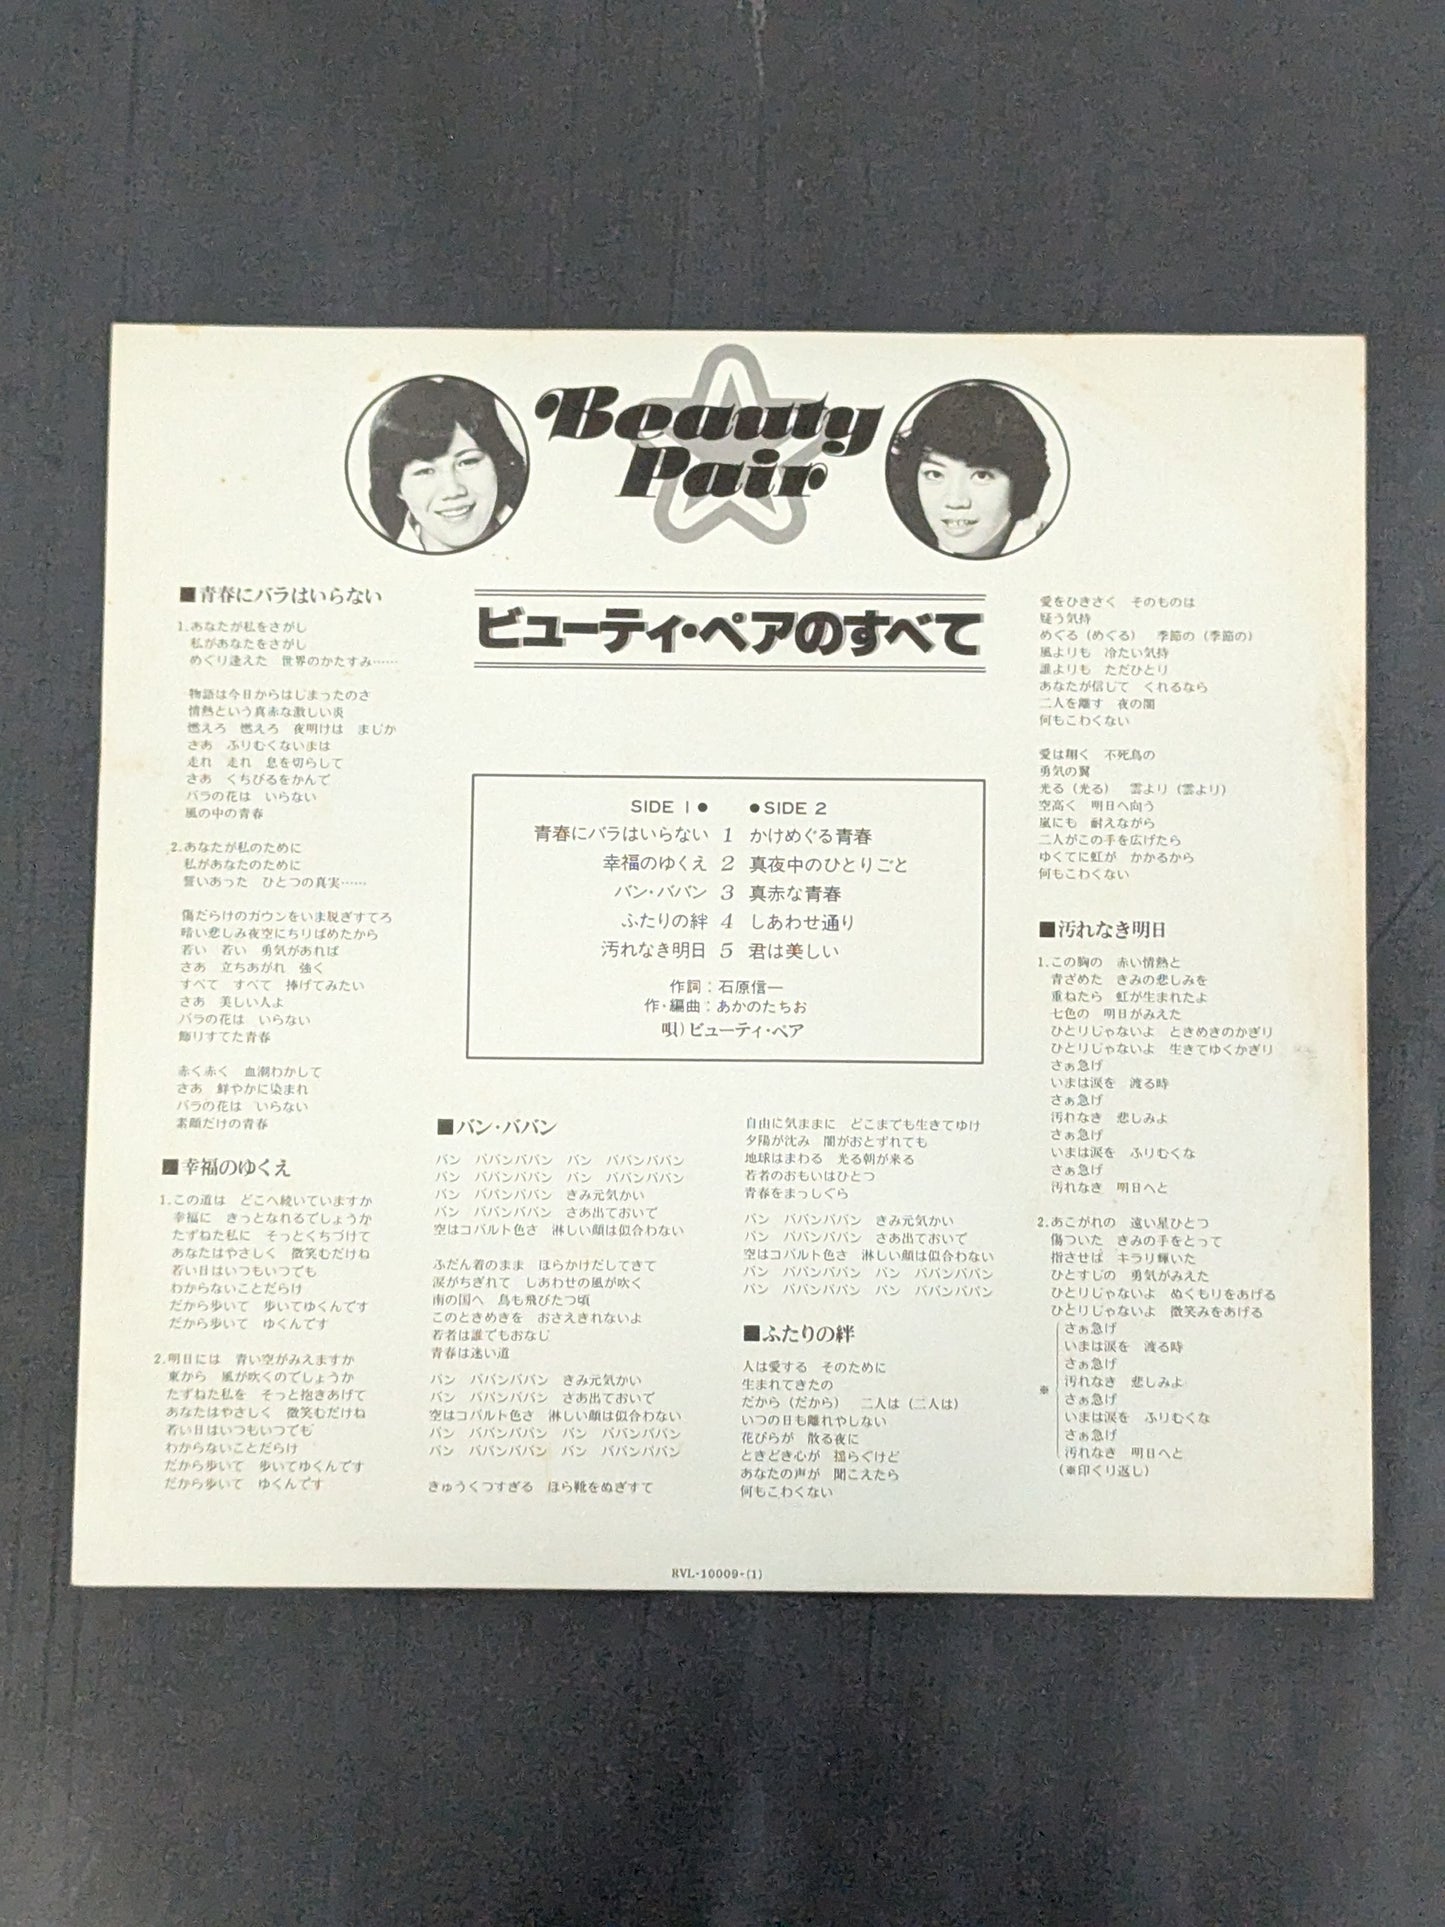 Beauty
Pair
ビューティ・ペアのすべて
SIDE 1● ●SIDE 2
青春にバラはいらない 1 かけめぐる青春
幸福のゆくえ 2 真夜中のひとりごと
バン・ババン 3 真赤な青春
ふたりの絆 4 しあわせ通り
汚れなき明日 5 君は美しい
作詞：石原信一
作・編曲：あかのたちお
唄）ビューティ・ペア
■青春にバラはいらない
1.あなたが私をさがし
私があなたをさがし
めぐり逢えた 世界のかたすみ……
物語は今日からはじまったのさ
情熱という真赤な激しい炎
燃えろ 燃えろ 夜明けは まじか
さあ ふりむくないまは
走れ 走れ 息を切らして
さあ くちびるをかんで
バラの花は いらない
風の中の青春
2.あなたが私のために
私があなたのために
誓いあった ひとつの真実……
傷だらけのガウンをいま脱ぎすてろ
暗い悲しみ夜空にちりばめたから
若い 若い 勇気があれば
さあ 立ちあがれ 強く
すべて すべて 捧げてみたい
さあ 美しい人よ
バラの花は いらない
飾りすてた青春
赤く赤く 血潮わかして
さあ 鮮やかに染まれ
バラの花は いらない
素顔だけの青春
■幸福のゆくえ
1.この道は どこへ続いていますか
幸福に きっとなれるでしょうか
たずねた私に そっとくちづけて
あなたはやさしく 微笑むだけね
若い日はいつもいつでも
わからないことだらけ
だから歩いて 歩いてゆくんです
だから歩いて ゆくんです
2.明日には 青い空がみえますか
東から 風が吹くのでしょうか
たずねた私を そっと抱きあげて
あなたはやさしく 微笑むだけね
若い日はいつもいつでも
わからないことだらけ
だから歩いて 歩いてゆくんです
だから歩いて ゆくんです
■バン・ババン
バン ババンババン バン ババンババン
バン ババンババン バン ババンババン
バン ババンババン きみ元気かい
バン ババンババン さあ出ておいで
空はコバルト色さ 淋しい顔は似合わない
ふだん着のまま ほらかけだしてきて
涙がちぎれて しあわせの風が吹く
南の国へ 鳥も飛びたつ頃
このときめきを おさえきれないよ
若者は誰でもおなじ
青春は迷い道
バン ババンババン きみ元気かい
バン ババンババン さあ出ておいで
空はコバルト色さ 淋しい顔は似合わない
バン ババンババン バン ババンババン
バン ババンババン バン ババンババン
きゅうくつすぎる ほら靴をぬぎすて
自由に気ままに どこまでも生きてゆけ
夕陽が沈み 闇がおとずれても
地球はまわる 光る朝が来る
若者のおもいはひとつ
青春をまっしぐら
バン ババンババン きみ元気かい
バン ババンババン さあ出ておいで
空はコバルト色さ 淋しい顔は似合わない
バン ババンババン バン ババンババン
バン ババンババン バン ババンババン
■ふたりの絆
人は愛する そのために
生まれてきたの
だから（だから） 二人は（二人は）
いつの日も離れやしない
花びらが 散る夜に
ときどき心が 揺らぐけど
あなたの声が 聞こえたら
何もこわくない
愛をひきさく そのものは
疑う気持
めぐる（めぐる） 季節の（季節の）
風よりも 冷たい気持
誰よりも ただひとり
あなたが信じて くれるなら
二人を離す 夜の闇
何もこわくない
愛は翔く 不死鳥の
勇気の翼
光る（光る） 雲より（雲より）
空高く 明日へ向う
嵐にも 耐えながら
二人がこの手を広げたら
ゆくてに虹が かかるから
何もこわくない
■汚れなき明日
1.この胸の 赤い情熱と
青ざめた きみの悲しみを
重ねたら 虹が生まれたよ
七色の 明日がみえた
ひとりじゃないよ ときめきのかぎり
ひとりじゃないよ 生きてゆくかぎり
さぁ急げ
いまは涙を 渡る時
さぁ急げ
汚れなき 悲しみよ
さぁ急げ
いまは涙を ふりむくな
さぁ急げ
汚れなき 明日へと
2.あこがれの 遠い星ひとつ
傷ついた きみの手をとって
指させば キラリ輝いた
ひとすじの 勇気がみえた
ひとりじゃないよ ぬくもりをあげる
ひとりじゃないよ 微笑みをあげる
さぁ急げ
いまは涙を 渡る時
さぁ急げ
※ 汚れなき 悲しみよ
さぁ急げ
いまは涙を ふりむくな
さぁ急げ
汚れなき 明日へと
（※印くり返し）
RVL-10009-(1)